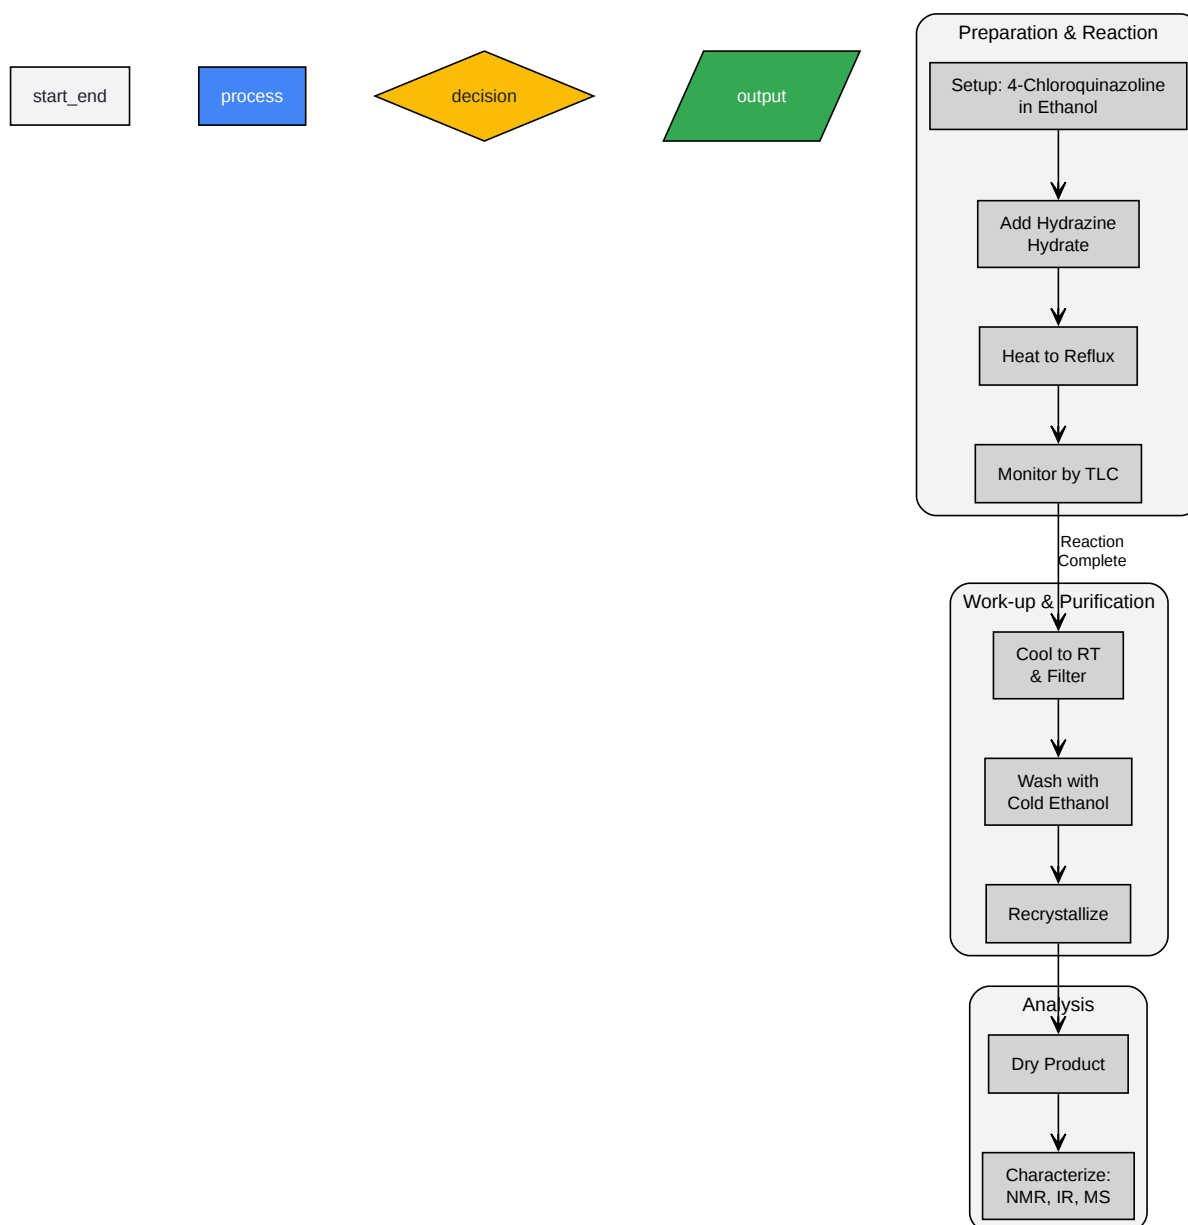 start_end
process
decision
output
Preparation & Reaction
Setup: 4-Chloroquinazoline
in Ethanol
Add Hydrazine
Hydrate
Heat to Reflux
Monitor by TLC
Reaction
Complete
Work-up & Purification
Cool to RT
& Filter
Wash with
Cold Ethanol
Recrystallize
Analysis
Dry Product
Characterize:
NMR, IR, MS